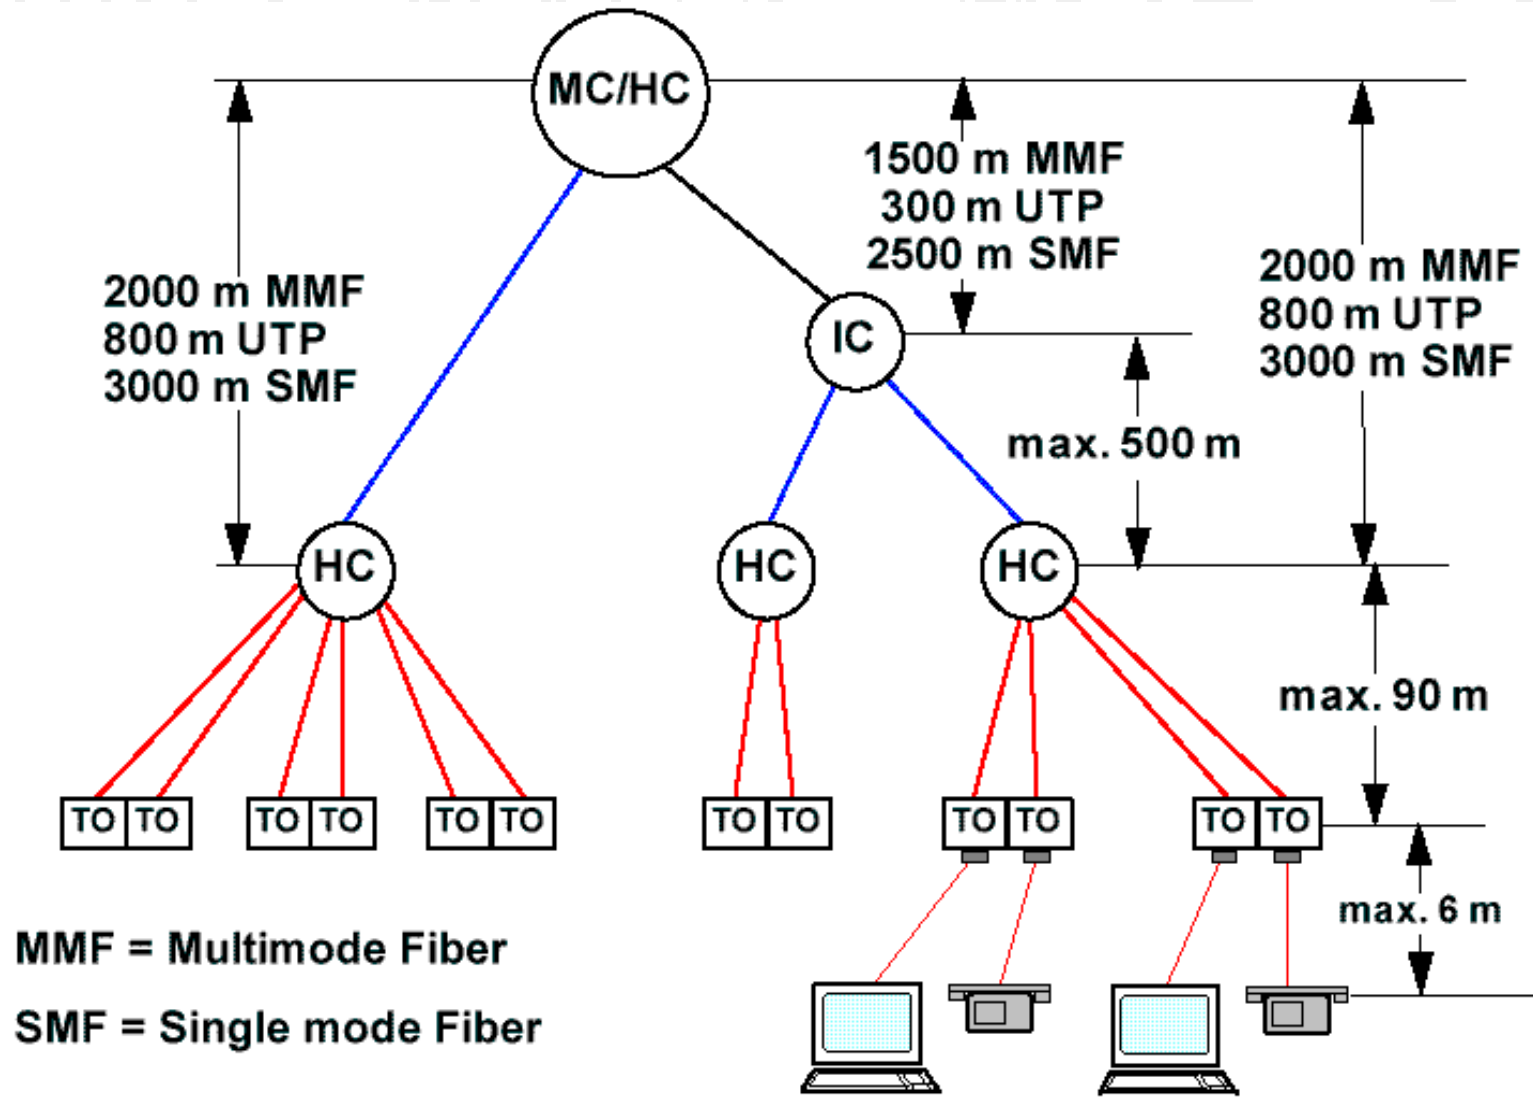 MC/HC
1500 m MMF
300 m UTP
2500 m SMF
2000 m MMF
800 m UTP
3000 m SMF
2000 m MMF
800 m UTP
3000 m SMF
IC
max. 500 m
HC
HC
HC
max. 90 m
TO TO
TO TO
TO TO
TO TO
TO TO
TO TO
max. 6 m
MMF = Multimode Fiber
SMF = Single mode Fiber